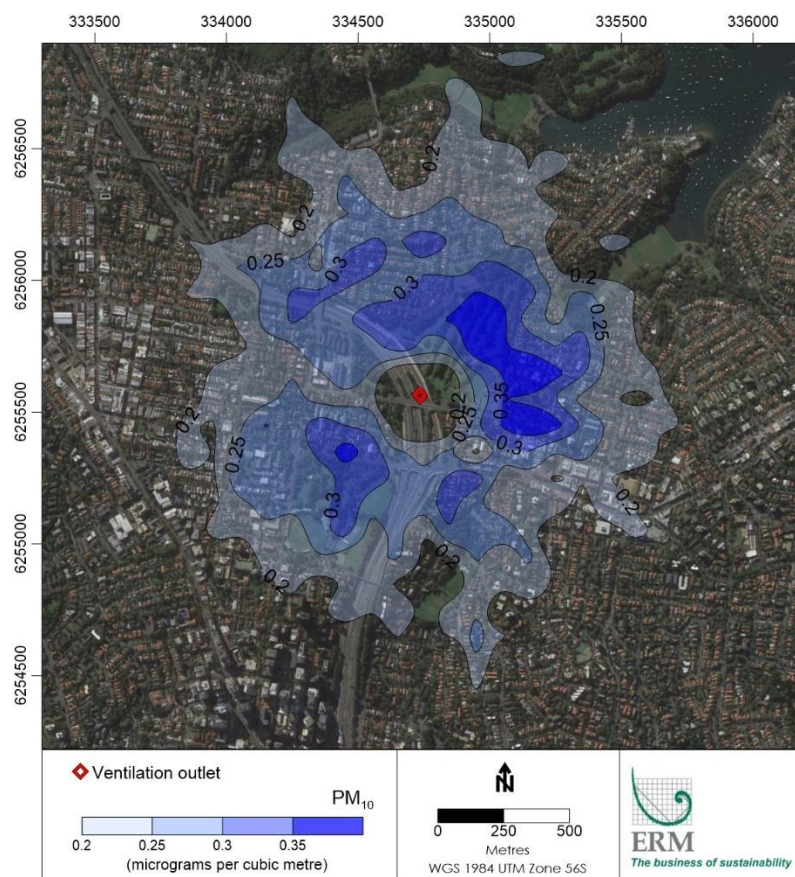 333500 334000 334500 335000 335500 336000
6256500
6256000
6255500
6255000
6254500
0.2
0.2
0.25
0.3
0.3
0.2
0.25
0.35
0.2
0.25
0.3
0.2
0.25
0.3
0.2
0.2
0.2
Ventilation outlet
PM₁₀
0.2 0.25 0.3 0.35
(micrograms per cubic metre)
N
0 250 500
Metres
WGS 1984 UTM Zone 56S
ERM
The business of sustainability